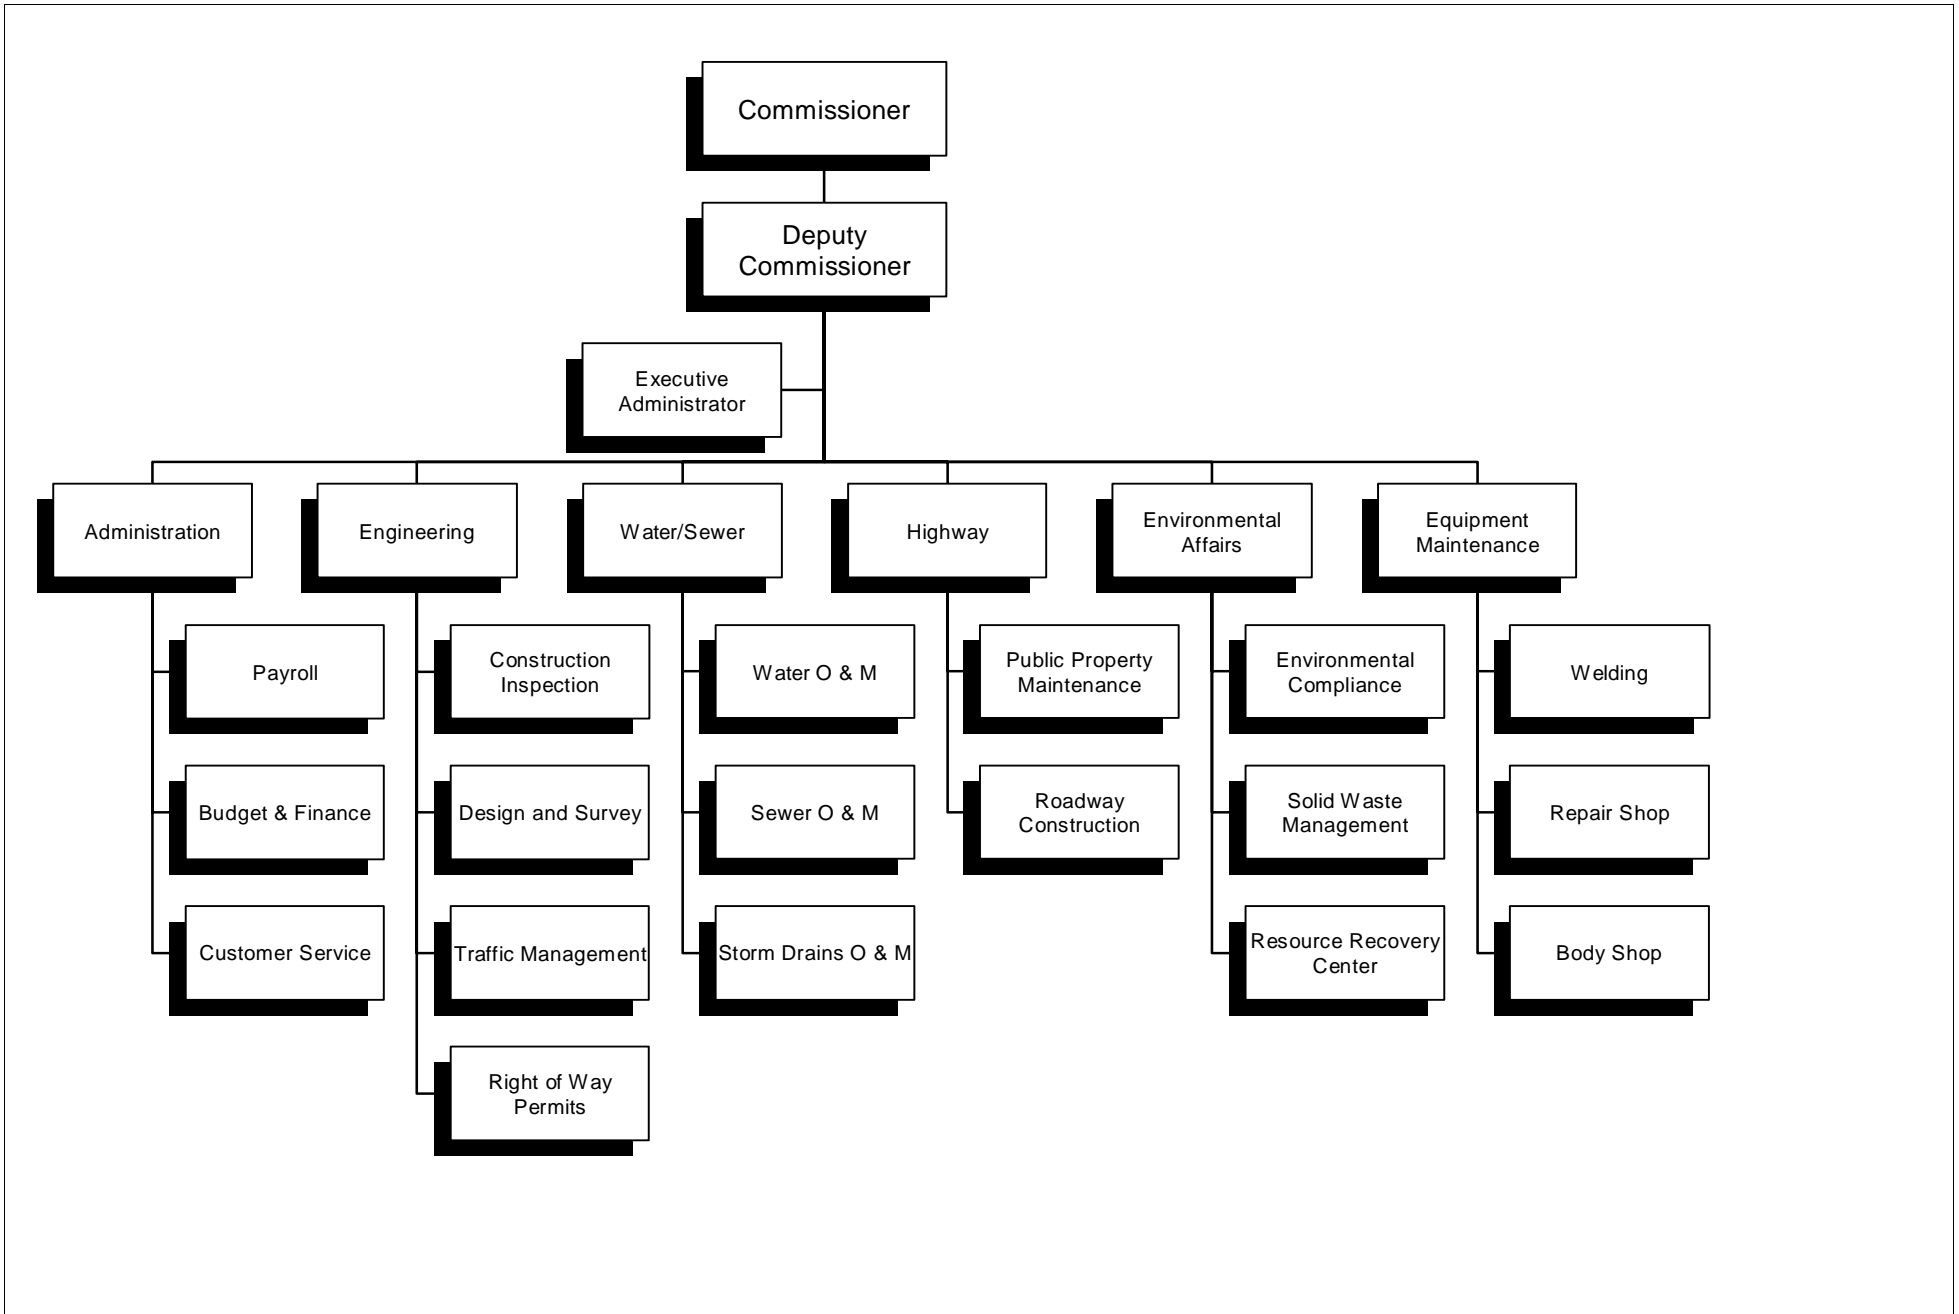 Commissioner
Deputy
Commissioner
Executive
Administrator
Administration
Engineering
Water/Sewer
Highway
Environmental
Affairs
Equipment
Maintenance
Payroll
Construction
Inspection
Water O & M
Public Property
Maintenance
Environmental
Compliance
Welding
Budget & Finance
Design and Survey
Sewer O & M
Roadway
Construction
Solid Waste
Management
Repair Shop
Customer Service
Traffic Management
Storm Drains O & M
Resource Recovery
Center
Body Shop
Right of Way
Permits